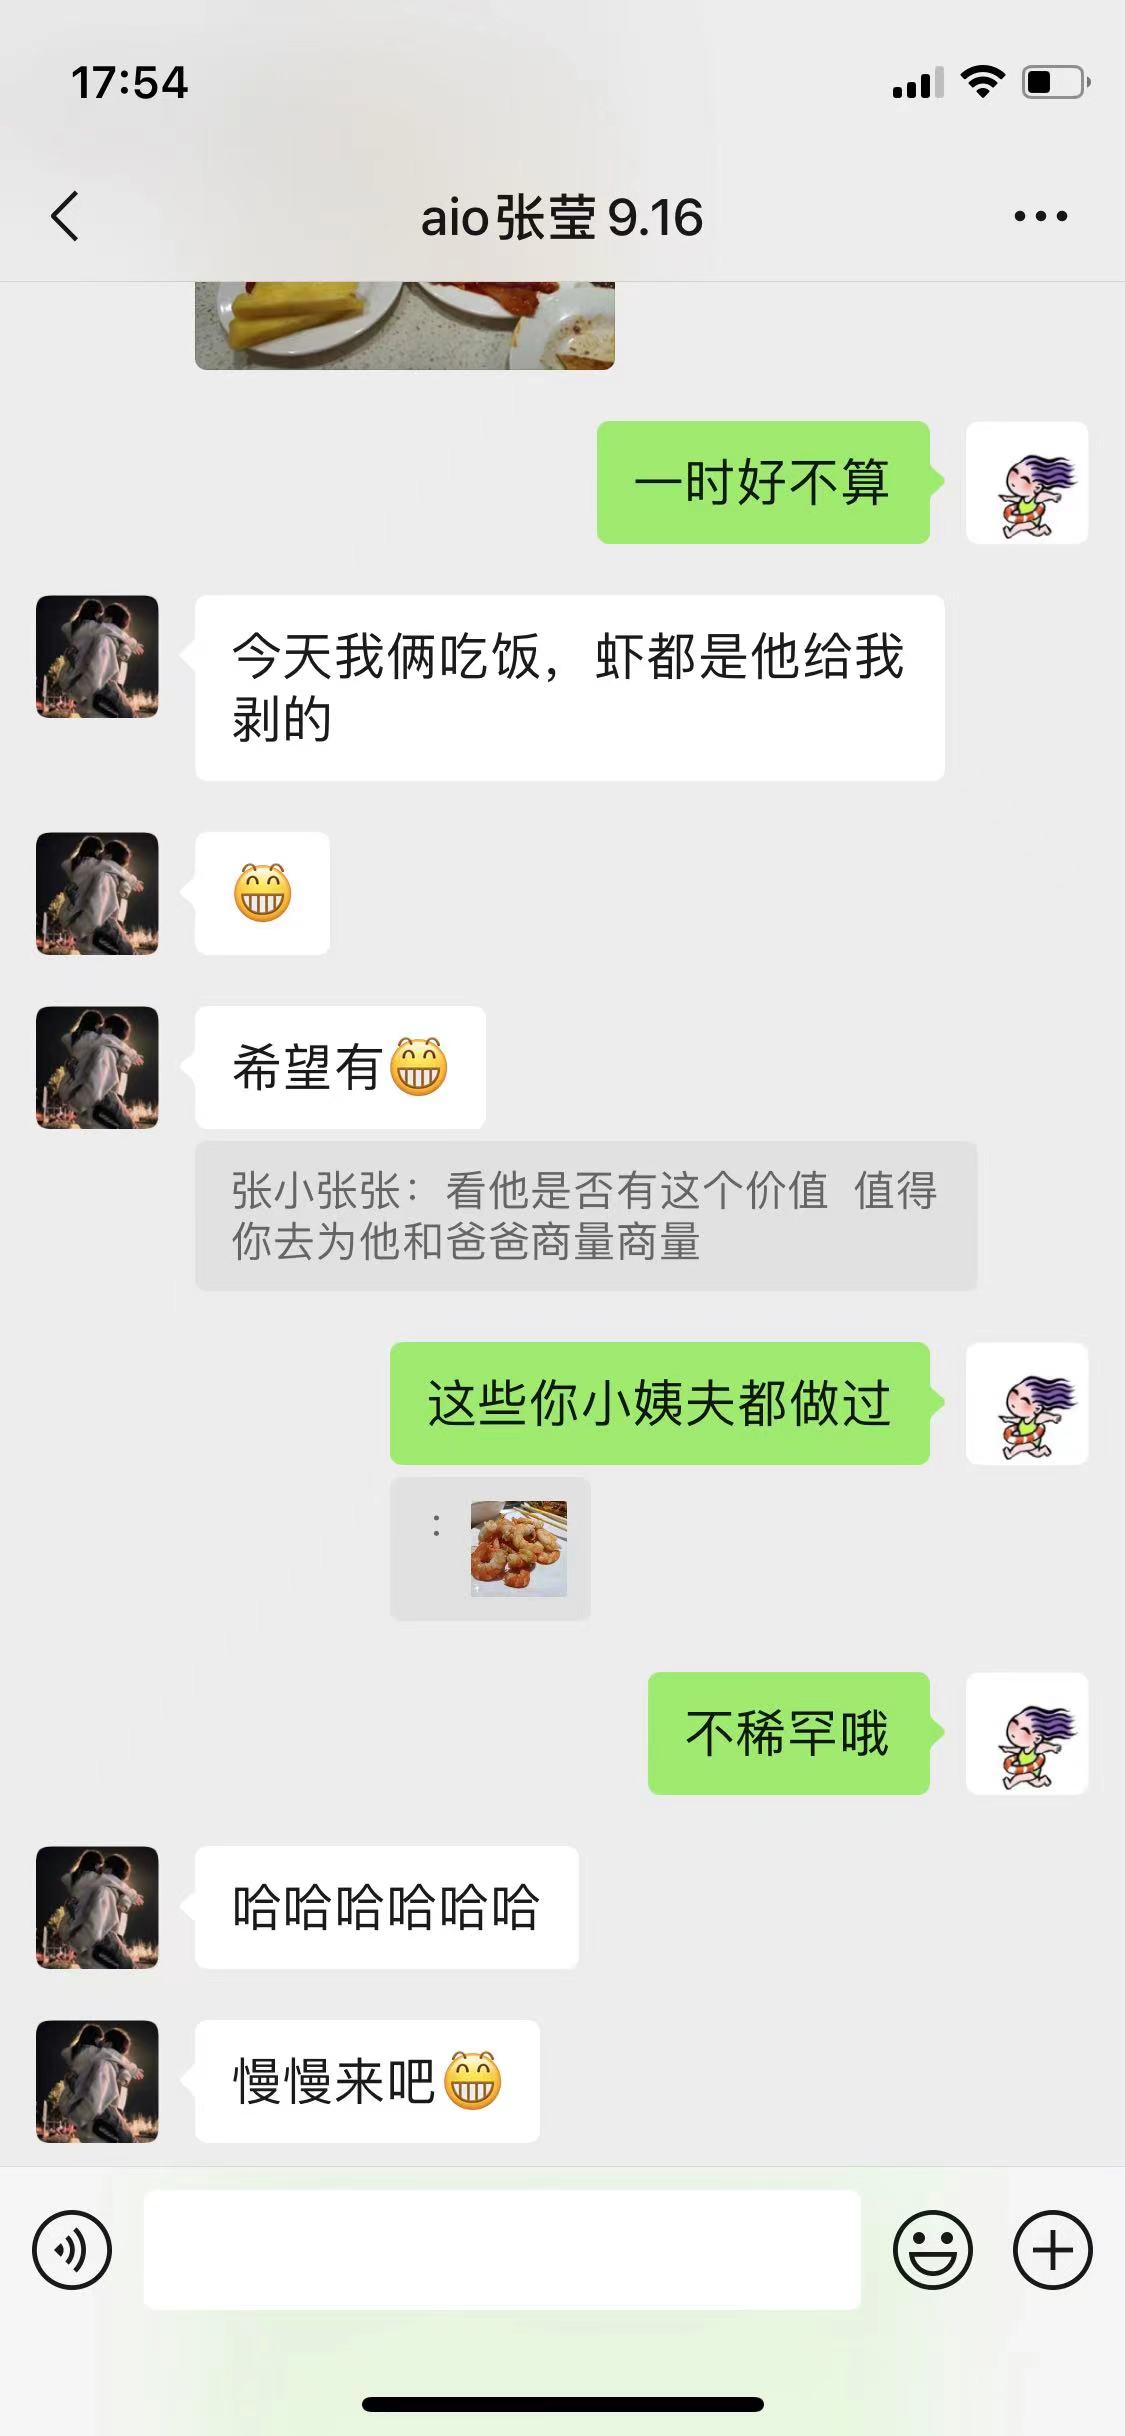 17:54
aio张莹9.16
一时好不算
今天我俩吃饭，虾都是他给我
剥的
😁
希望有😁
张小张张：看他是否有这个价值 值得
你去为他和爸爸商量商量
这些你小姨夫都做过
：
不稀罕哦
哈哈哈哈哈哈
慢慢来吧😁